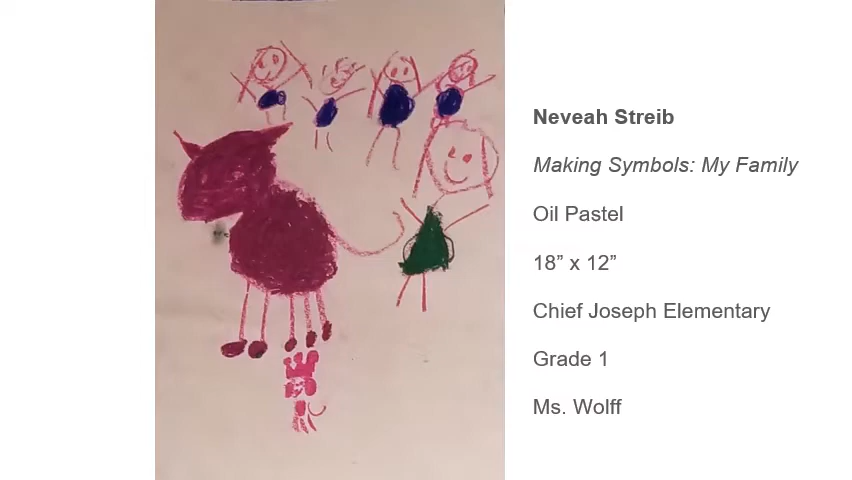 Neveah Streib
Making Symbols: My Family
Oil Pastel
18” x 12”
Chief Joseph Elementary
Grade 1
Ms. Wolff